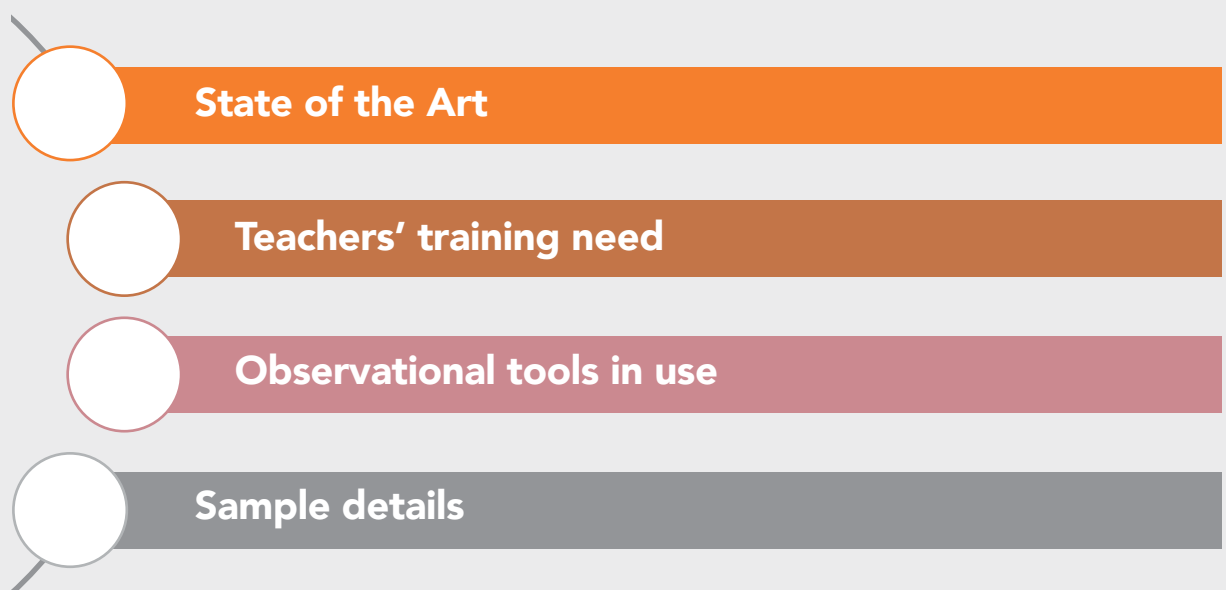 State of the Art
Teachers’ training need
Observational tools in use
Sample details